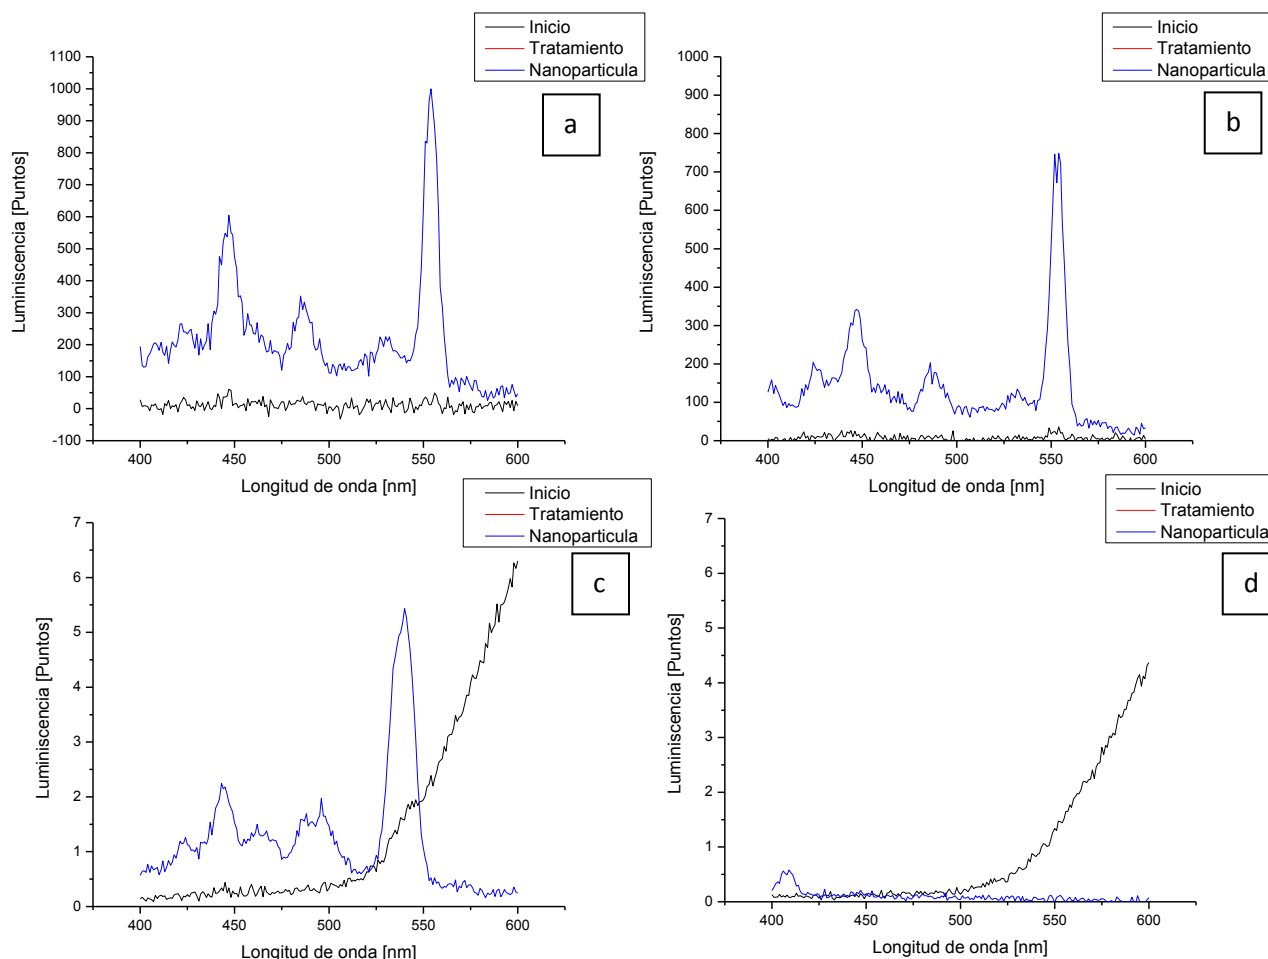 Inicio
Tratamiento
Nanoparticula
a
1100
1000
900
800
700
600
500
400
300
200
100
0
-100
Luminiscencia [Puntos]
400
450
500
550
600
Longitud de onda [nm]
Inicio
Tratamiento
Nanoparticula
b
1000
900
800
700
600
500
400
300
200
100
0
Luminiscencia [Puntos]
400
450
500
550
600
Longitud de onda [nm]
Inicio
Tratamiento
Nanoparticula
c
7
6
5
4
3
2
1
0
Luminiscencia [Puntos]
400
450
500
550
600
Longitud de onda [nm]
Inicio
Tratamiento
Nanoparticula
d
7
6
5
4
3
2
1
0
Luminiscencia [Puntos]
400
450
500
550
600
Longitud de onda [nm]